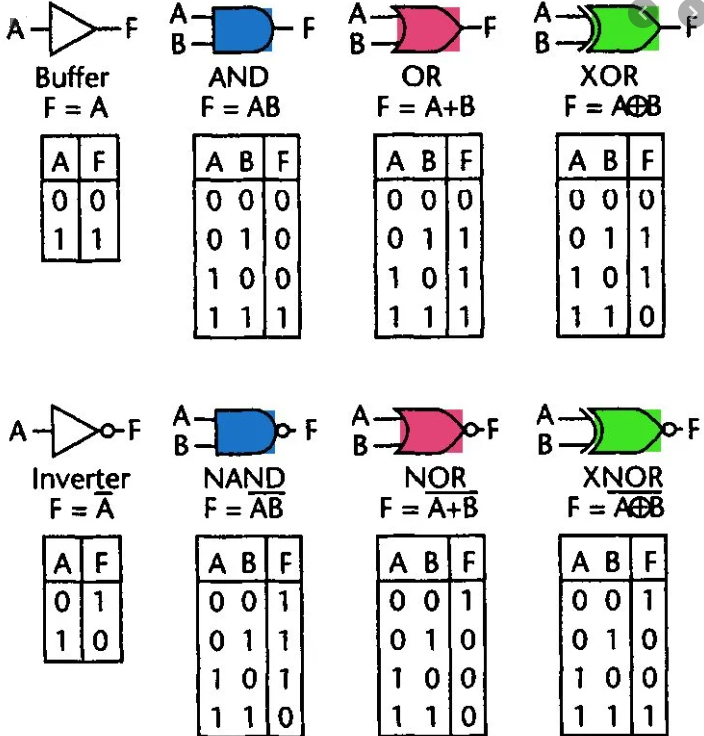 A F
A B F
A B F
A B F
Buffer AND OR XOR
F = A F = AB F = A+B F = A⊕B
A F A B F A B F A B F
0 0 0 0 0 0 0 0 0 0 0
1 1 0 1 0 0 1 1 0 1 1
1 0 0 1 0 1 1 0 1
1 1 1 1 1 1 1 1 0
A F
A B F
A B F
A B F
Inverter NAND NOR XNOR
F = A̅ F = A̅B̅ F = A̅+̅B̅ F = A̅⊕̅B̅
A F A B F A B F A B F
0 1 0 0 1 0 0 1 0 0 1
1 0 0 1 1 0 1 0 0 1 0
1 0 1 1 0 0 1 0 0
1 1 0 1 1 0 1 1 1